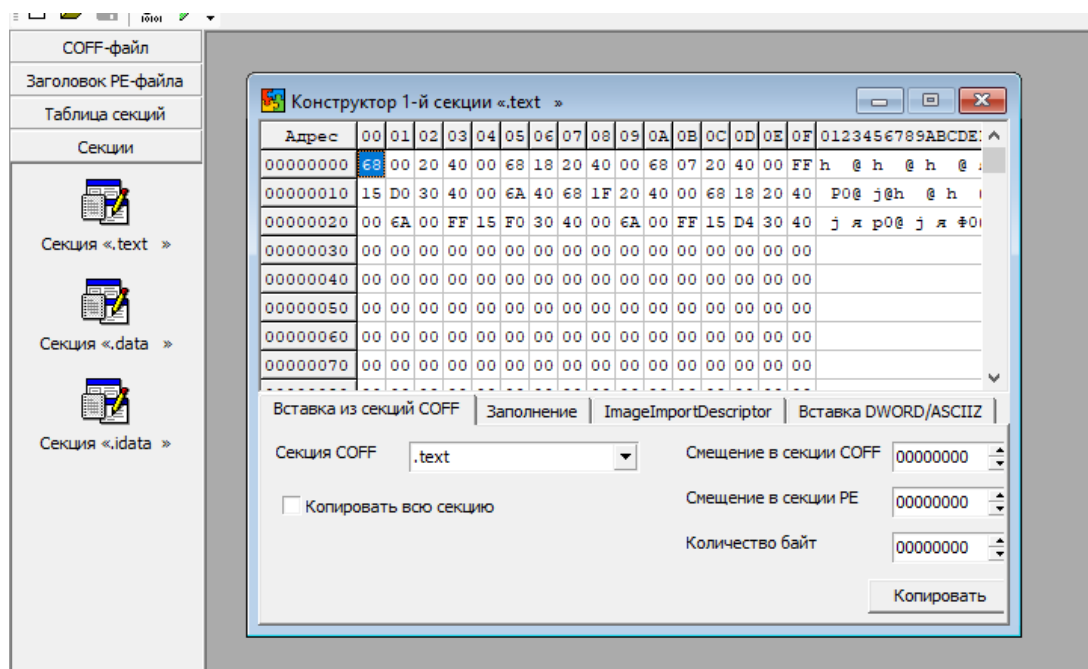 COFF-файл
Заголовок PE-файла
Таблица секций
Секции
Секция «.text »
Секция «.data »
Секция «.idata »
Конструктор 1-й секции «.text »
Адрес 00 01 02 03 04 05 06 07 08 09 0A 0B 0C 0D 0E 0F 0123456789ABCDE
00000000 68 00 20 40 00 68 18 20 40 00 68 07 20 40 00 FF h @ h @ h @
00000010 15 D0 30 40 00 6A 40 68 1F 20 40 00 68 18 20 40 P0@ j@h @ h
00000020 00 6A 00 FF 15 F0 30 40 00 6A 00 FF 15 D4 30 40 j я p0@ j я Ф0
00000030 00 00 00 00 00 00 00 00 00 00 00 00 00 00 00 00
00000040 00 00 00 00 00 00 00 00 00 00 00 00 00 00 00 00
00000050 00 00 00 00 00 00 00 00 00 00 00 00 00 00 00 00
00000060 00 00 00 00 00 00 00 00 00 00 00 00 00 00 00 00
00000070 00 00 00 00 00 00 00 00 00 00 00 00 00 00 00 00
Вставка из секций COFF Заполнение ImageImportDescriptor Вставка DWORD/ASCIIZ
Секция COFF .text Смещение в секции COFF 00000000
Копировать всю секцию Смещение в секции PE 00000000
Количество байт 00000000
Копировать